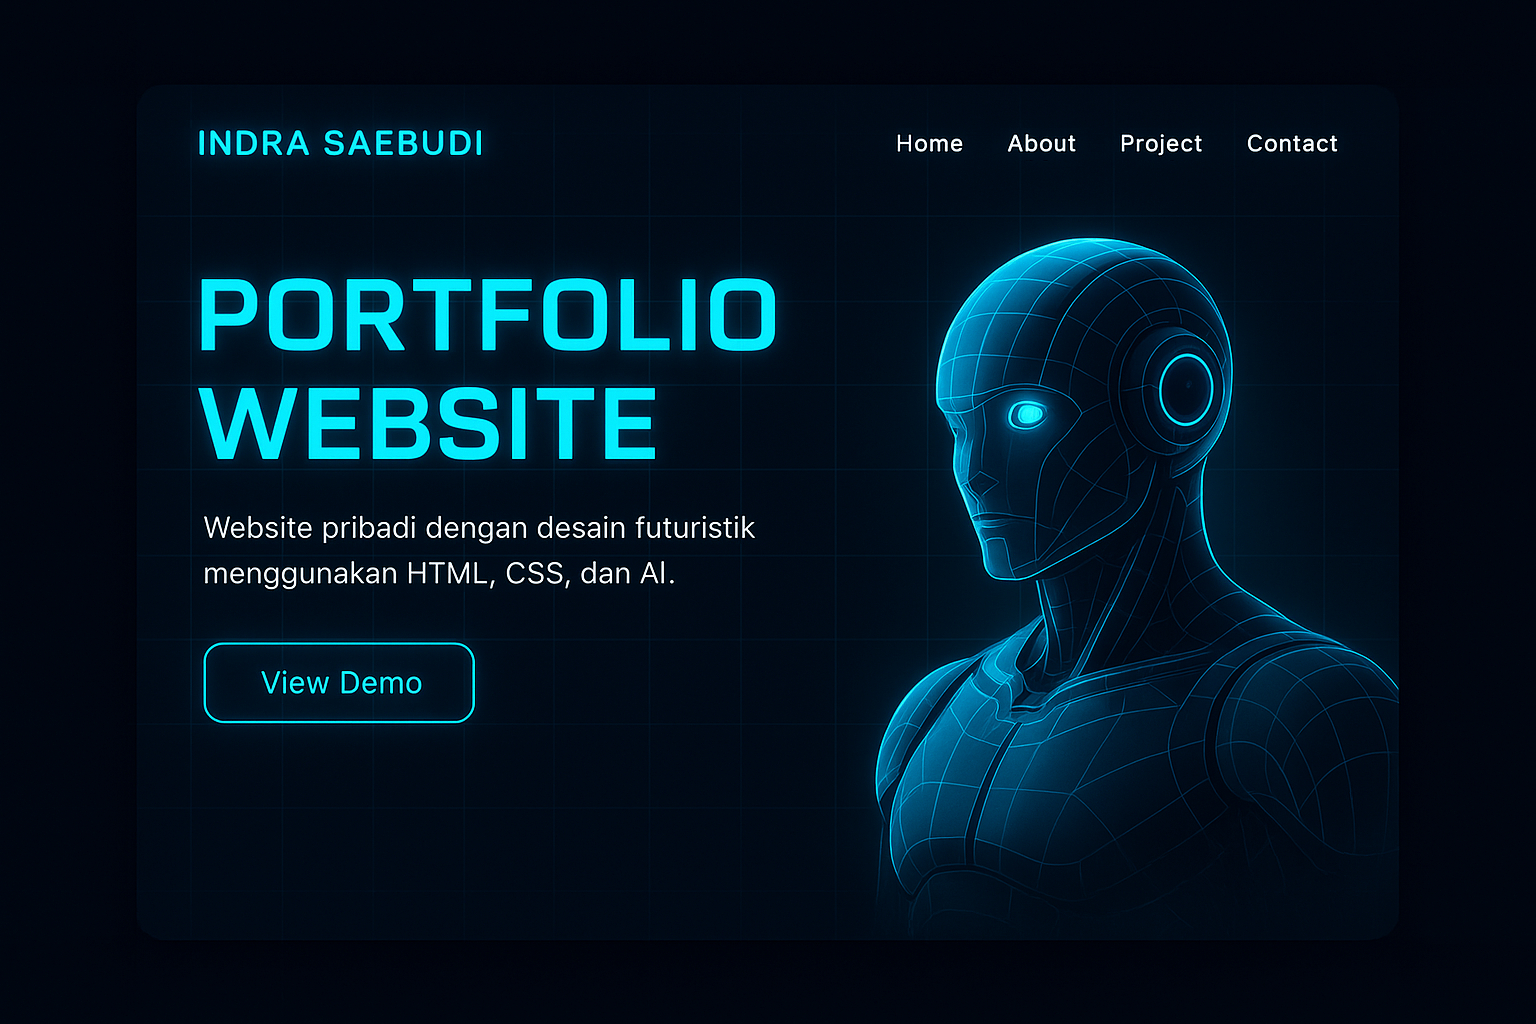 INDRA SAEBUDI
Home About Project Contact
PORTFOLIO
WEBSITE
Website pribadi dengan desain futuristik
menggunakan HTML, CSS, dan AI.
View Demo